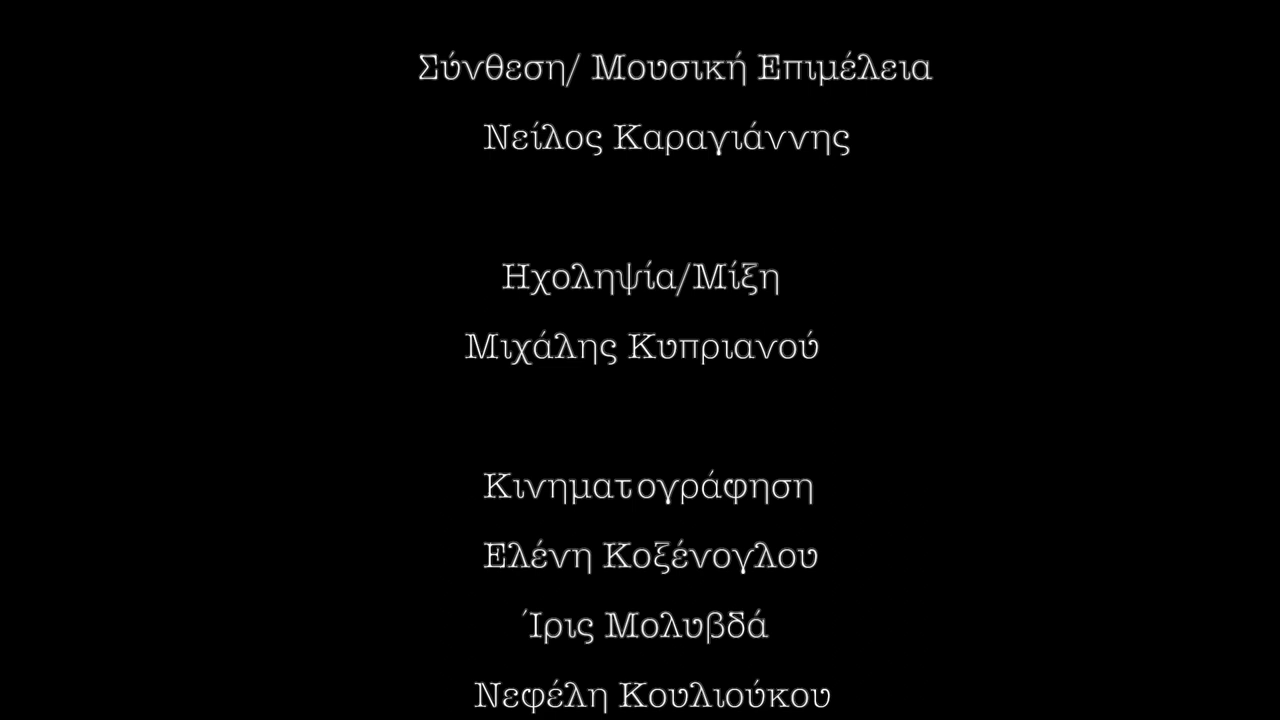 Σύνθεση/ Μουσική Επιμέλεια
Νείλος Καραγιάννης
Ηχοληψία/Μίξη
Μιχάλης Κυπριανού
Κινηματογράφηση
Ελένη Κοξένογλου
Ίρις Μολυβδά
Νεφέλη Κουλιούκου